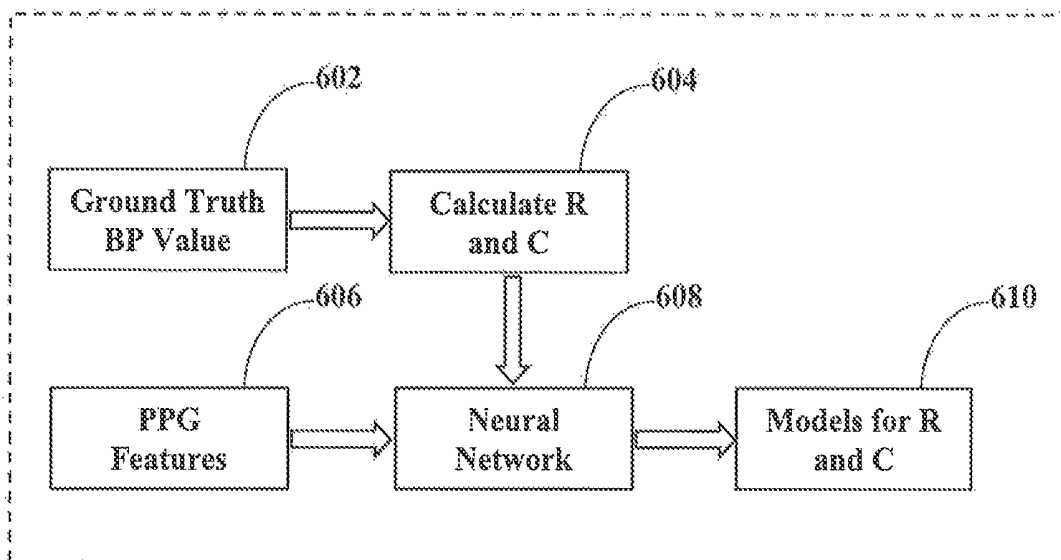 602
604
Ground Truth
BP Value
Calculate R
and C
606
608
610
PPG
Features
Neural
Network
Models for R
and C